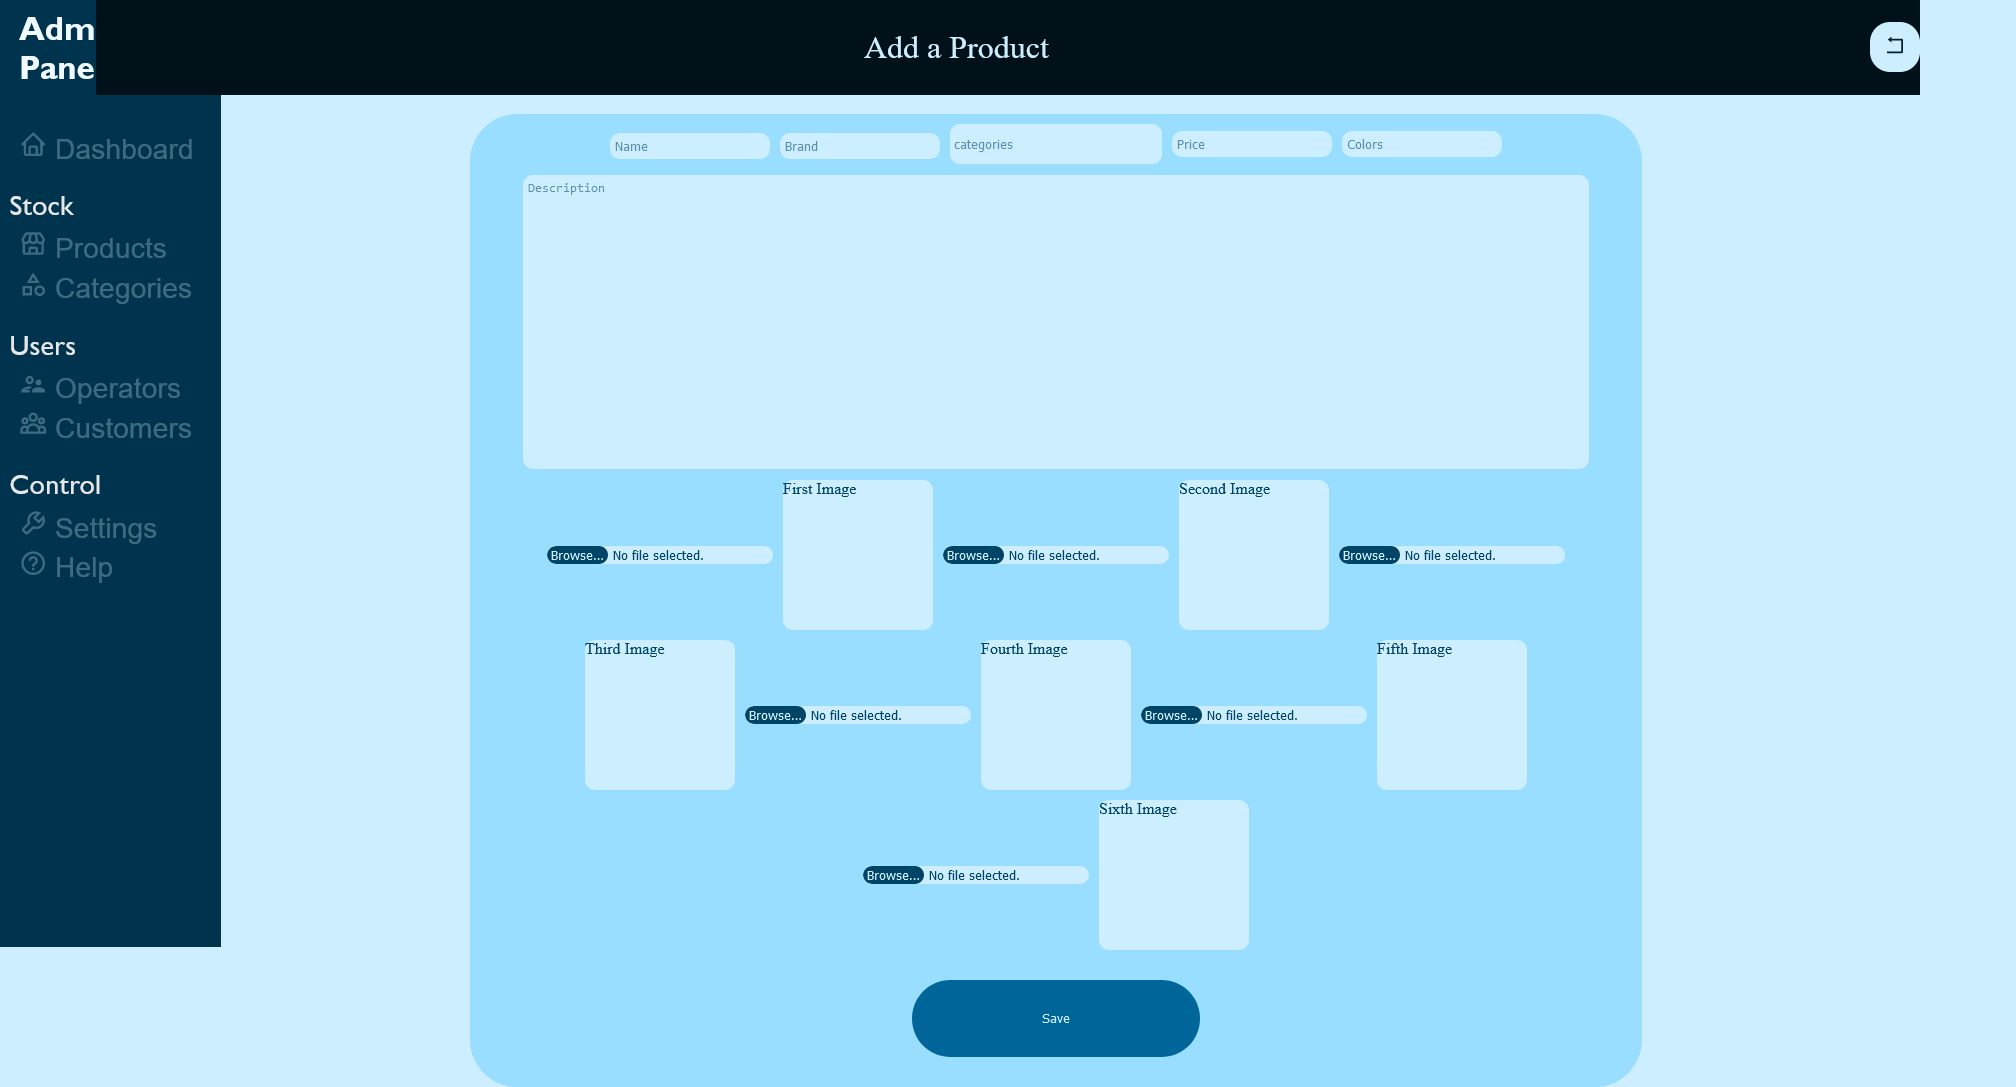 Adm
Pane
Add a Product
Dashboard
Stock
Products
Categories
Users
Operators
Customers
Control
Settings
Help
Name
Brand
categories
Price
Colors
Description
First Image
Second Image
Browse... No file selected.
Browse... No file selected.
Browse... No file selected.
Third Image
Fourth Image
Fifth Image
Browse... No file selected.
Browse... No file selected.
Sixth Image
Browse... No file selected.
Save